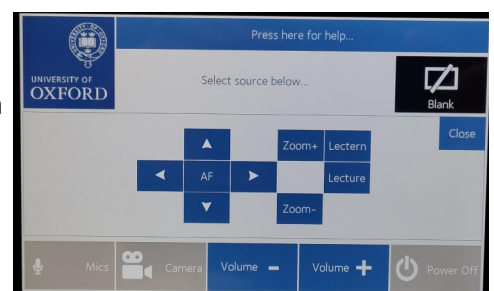 Press here for help...
UNIVERSITY OF
OXFORD
Select source below...
Blank
Close
Zoom+ Lectern
AF
Lecture
Zoom-
Mics
Camera
Volume -
Volume +
Power Off